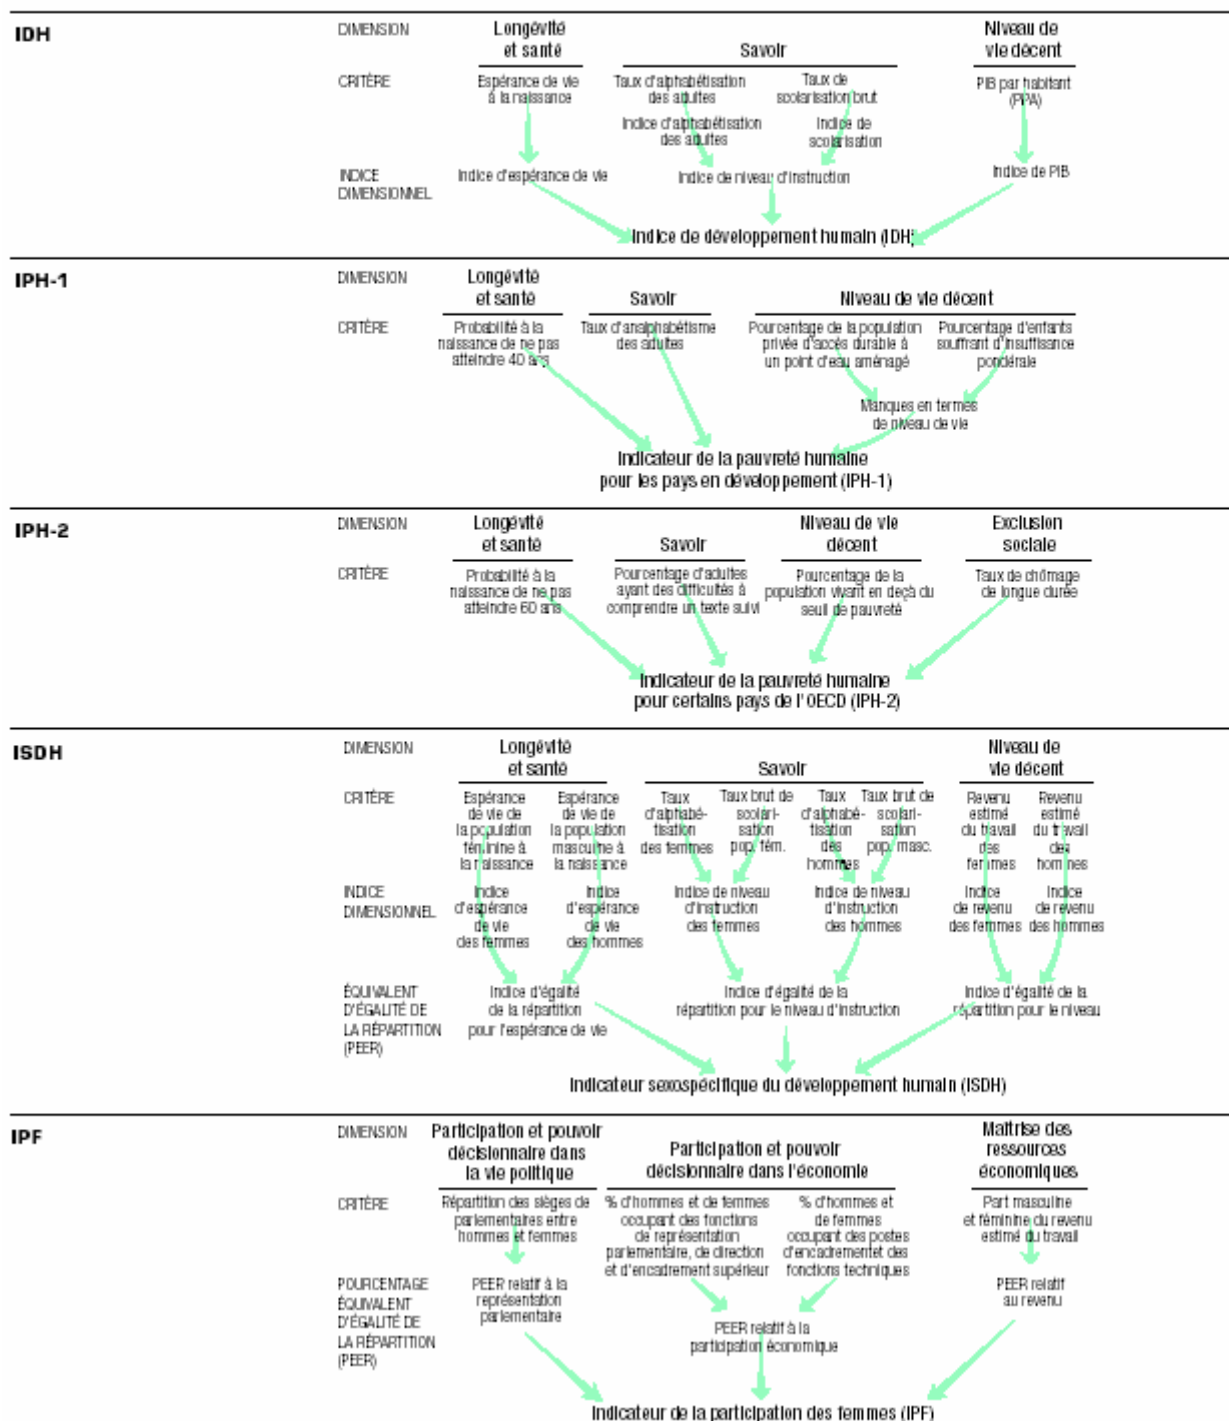 IDH
DIMENSION
Longévité
et santé
Savoir
Niveau de
vie décent
CRITÈRE
Espérance de vie
à la naissance
Taux d'alphabétisation
des adultes
Taux de
scolarisation brut
PIB par habitant
(PPA)
Indice d'alphabétisation
des adultes
Indice de
scolarisation
INDICE
DIMENSIONNEL
Indice d'espérance de vie
Indice de niveau d'instruction
Indice de PIB
Indice de développement humain (IDH)
IPH-1
DIMENSION
Longévité
et santé
Savoir
Niveau de vie décent
CRITÈRE
Probabilité à la
naissance de ne pas
atteindre 40 ans
Taux d'analphabétisme
des adultes
Pourcentage de la population
privée d'accès durable à
un point d'eau aménagé
Pourcentage d'enfants
souffrant d'insuffisance
pondérale
Manques en termes
de niveau de vie
Indicateur de la pauvreté humaine
pour les pays en développement (IPH-1)
IPH-2
DIMENSION
Longévité
et santé
Savoir
Niveau de vie
décent
Exclusion
sociale
CRITÈRE
Probabilité à la
naissance de ne pas
atteindre 60 ans
Pourcentage d'adultes
ayant des difficultés à
comprendre un texte suivi
Pourcentage de la
population vivant en deçà du
seuil de pauvreté
Taux de chômage
de longue durée
Indicateur de la pauvreté humaine
pour certains pays de l'OECD (IPH-2)
ISDH
DIMENSION
Longévité
et santé
Savoir
Niveau de
vie décent
CRITÈRE
Espérance
de vie de
la population
féminine à
la naissance
Espérance
de vie de
la population
masculine à
la naissance
Taux
d'alphabé-
tisation
des femmes
Taux brut de
scolari-
sation
pop. fém.
Taux
d'alphabé-
tisation
des
hommes
Taux brut de
scolari-
sation
pop. masc.
Revenu
estimé
du travail
des
femmes
Revenu
estimé
du travail
des
hommes
INDICE
DIMENSIONNEL
Indice
d'espérance
de vie
des femmes
Indice
d'espérance
de vie
des hommes
Indice de niveau
d'instruction
des femmes
Indice de niveau
d'instruction
des hommes
Indice
de revenu
des femmes
Indice
de revenu
des hommes
ÉQUIVALENT
D'ÉGALITÉ DE
LA RÉPARTITION
(PEER)
Indice d'égalité
de la répartition
pour l'espérance de vie
Indice d'égalité de la
répartition pour le niveau d'instruction
Indice d'égalité de la
répartition pour le niveau
Indicateur sexospécifique du développement humain (ISDH)
IPF
DIMENSION
Participation et pouvoir
décisionnaire dans
la vie politique
Participation et pouvoir
décisionnaire dans l'économie
Maîtrise des
ressources
économiques
CRITÈRE
Répartition des sièges de
parlementaires entre
hommes et femmes
% d'hommes et de femmes
occupant des fonctions
de représentation
parlementaire, de direction
et d'encadrement supérieur
% d'hommes et
de femmes
occupant des postes
d'encadrementet des
fonctions techniques
Part masculine
et féminine du revenu
estimé du travail
POURCENTAGE
ÉQUIVALENT
D'ÉGALITÉ DE
LA RÉPARTITION
(PEER)
PEER relatif à la
représentation
parlementaire
PEER relatif à la
participation économique
PEER relatif
au revenu
Indicateur de la participation des femmes (IPF)